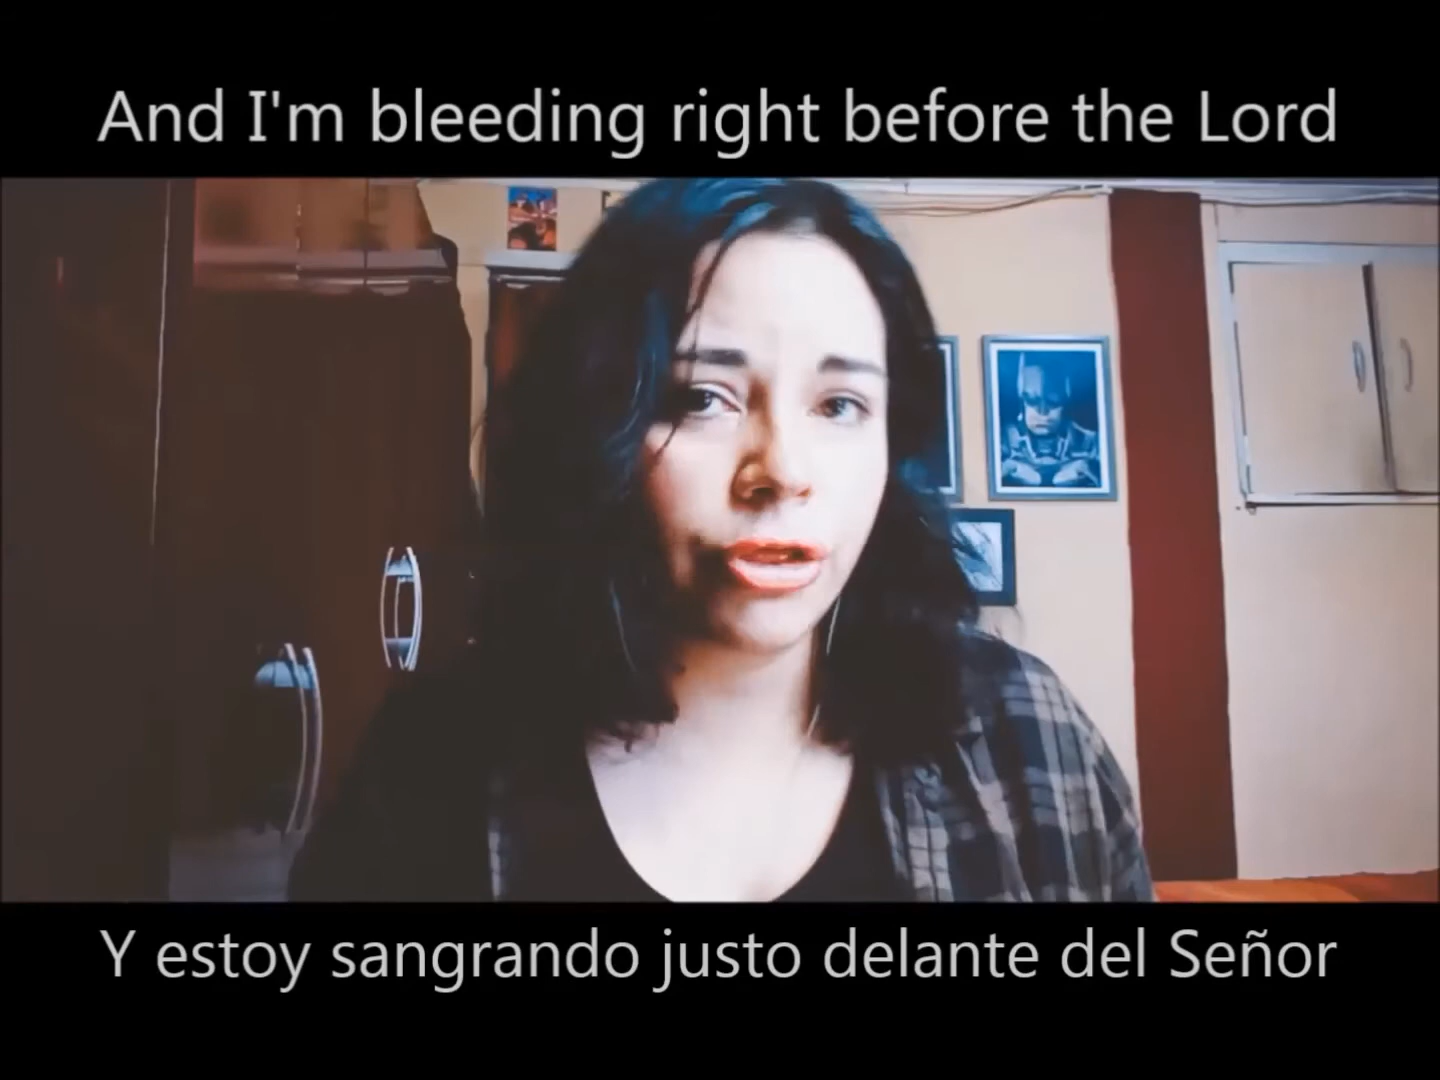 And I'm bleeding right before the Lord
Y estoy sangrando justo delante del Señor